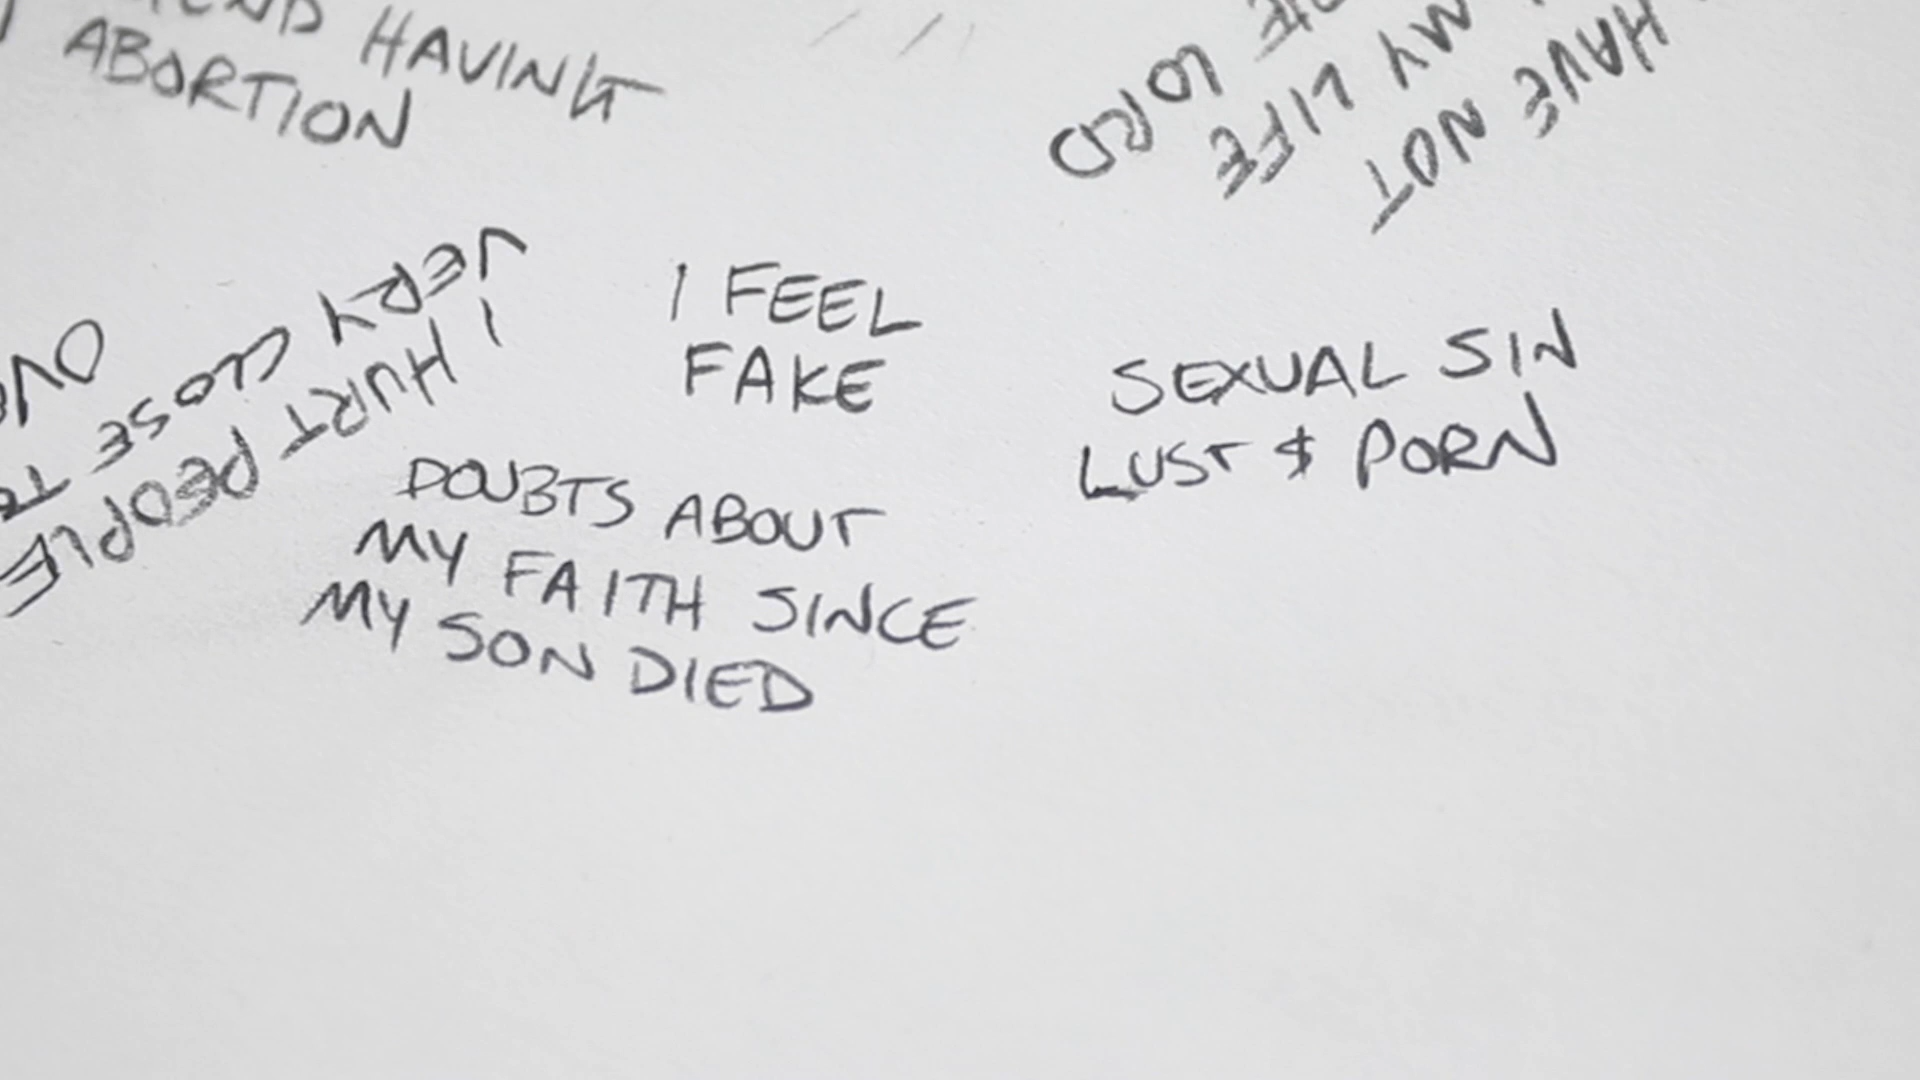 HAVING
ABORTION
HAVE NOT
MY LIFE
LORD
I HURT PEOPLE
VERY CLOSE
I FEEL
FAKE
SEXUAL SIN
LUST & PORN
DOUBTS ABOUT
MY FAITH SINCE
MY SON DIED